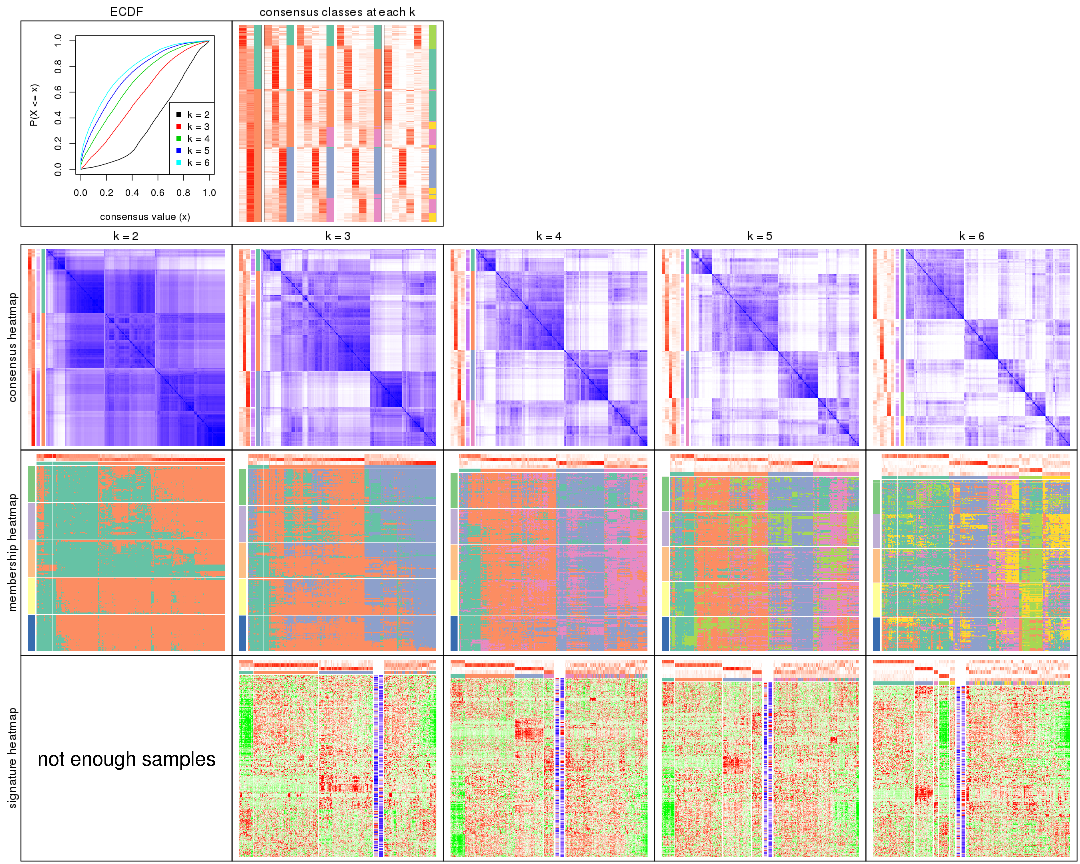 ECDF
consensus classes at each k
P(X <= x)
0.0
0.2
0.4
0.6
0.8
1.0
k = 2
k = 3
k = 4
k = 5
k = 6
0.0 0.2 0.4 0.6 0.8 1.0
consensus value (x)
k = 2
k = 3
k = 4
k = 5
k = 6
consensus heatmap
membership heatmap
signature heatmap
not enough samples